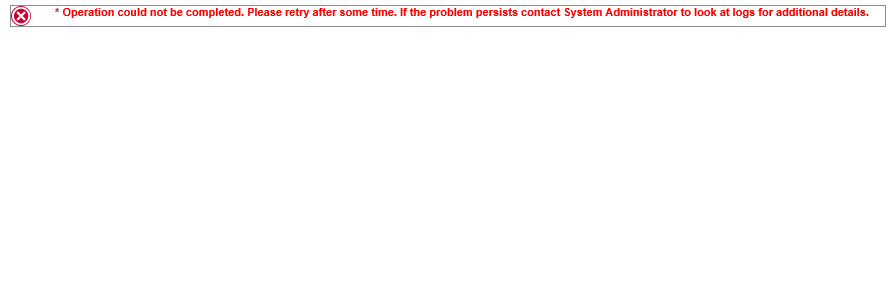 * Operation could not be completed. Please retry after some time. If the problem persists contact System Administrator to look at logs for additional details.